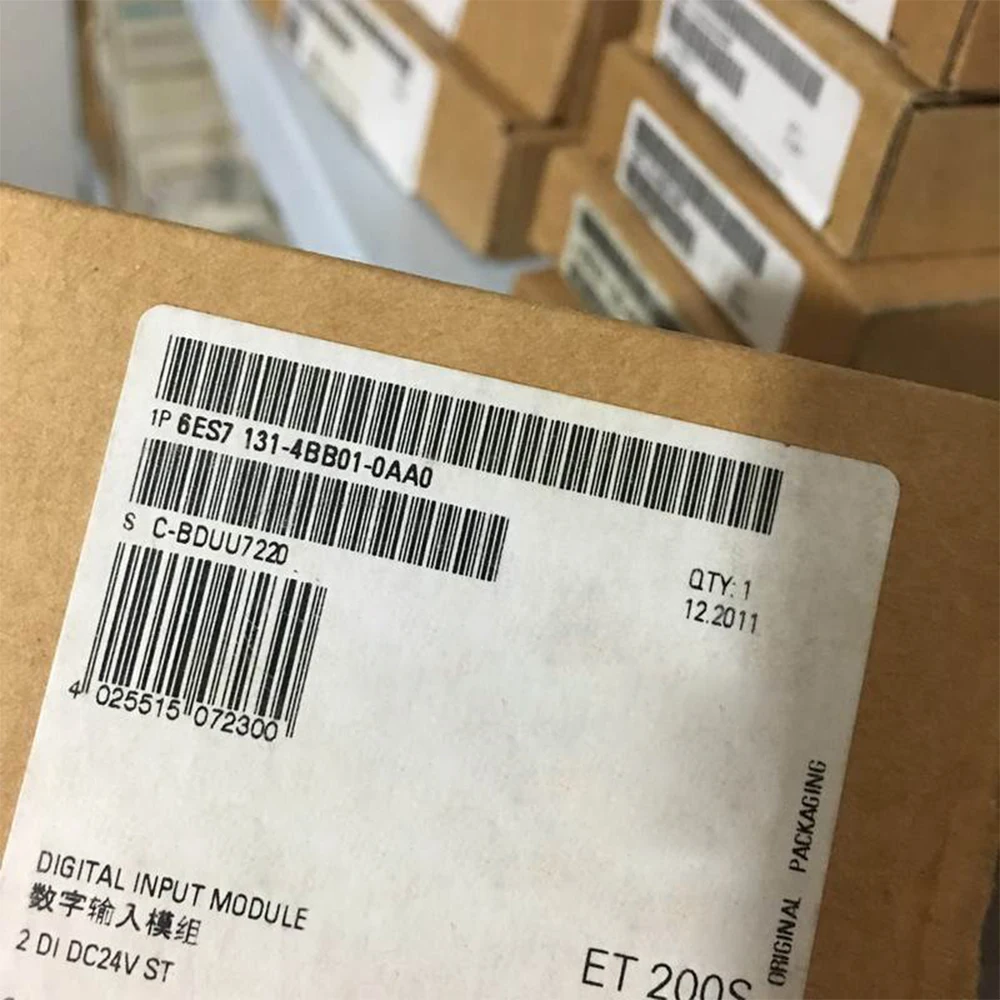 1P 6ES7 131-4BB01-0AA0
S C-BDUU7220
QTY: 1
12.2011
4 025515 072300
ORIGINAL PACKAGING
DIGITAL INPUT MODULE
数字输入模组
2 DI DC24V ST
ET 200S